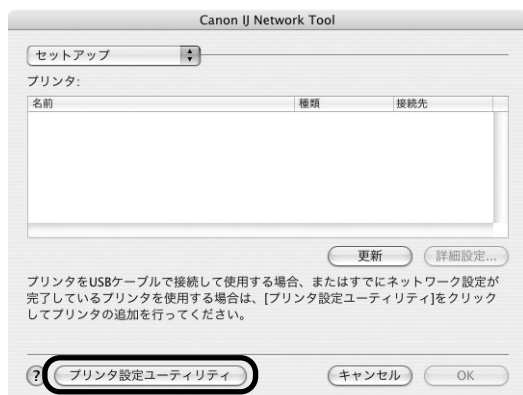 Canon IJ Network Tool
セットアップ
プリンタ:
名前 種類 接続先
更新 詳細設定...
プリンタをUSBケーブルで接続して使用する場合、またはすでにネットワーク設定が
完了しているプリンタを使用する場合は、[プリンタ設定ユーティリティ]をクリック
してプリンタの追加を行ってください。
? プリンタ設定ユーティリティ キャンセル OK